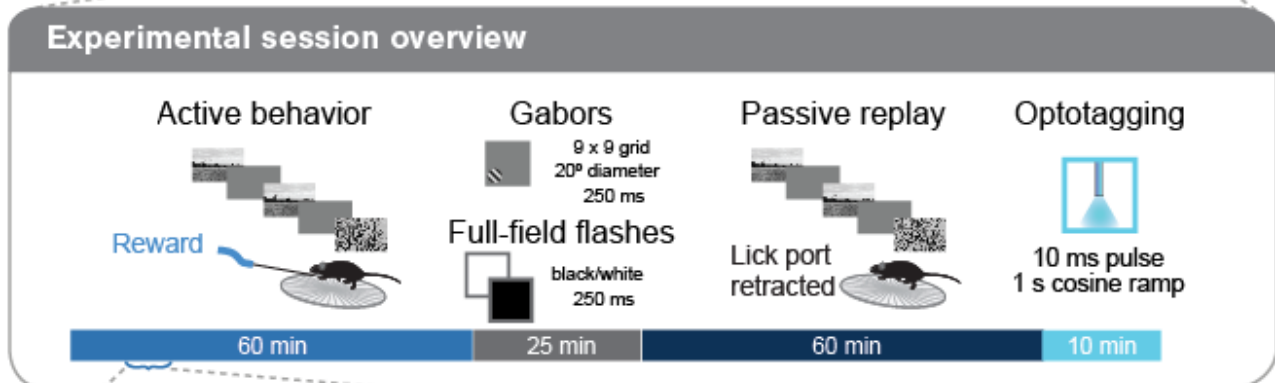 Experimental session overview
Active behavior
Reward
Gabors
9 x 9 grid
20º diameter
250 ms
Full-field flashes
black/white
250 ms
Passive replay
Lick port
retracted
Optotagging
10 ms pulse
1 s cosine ramp
60 min
25 min
60 min
10 min